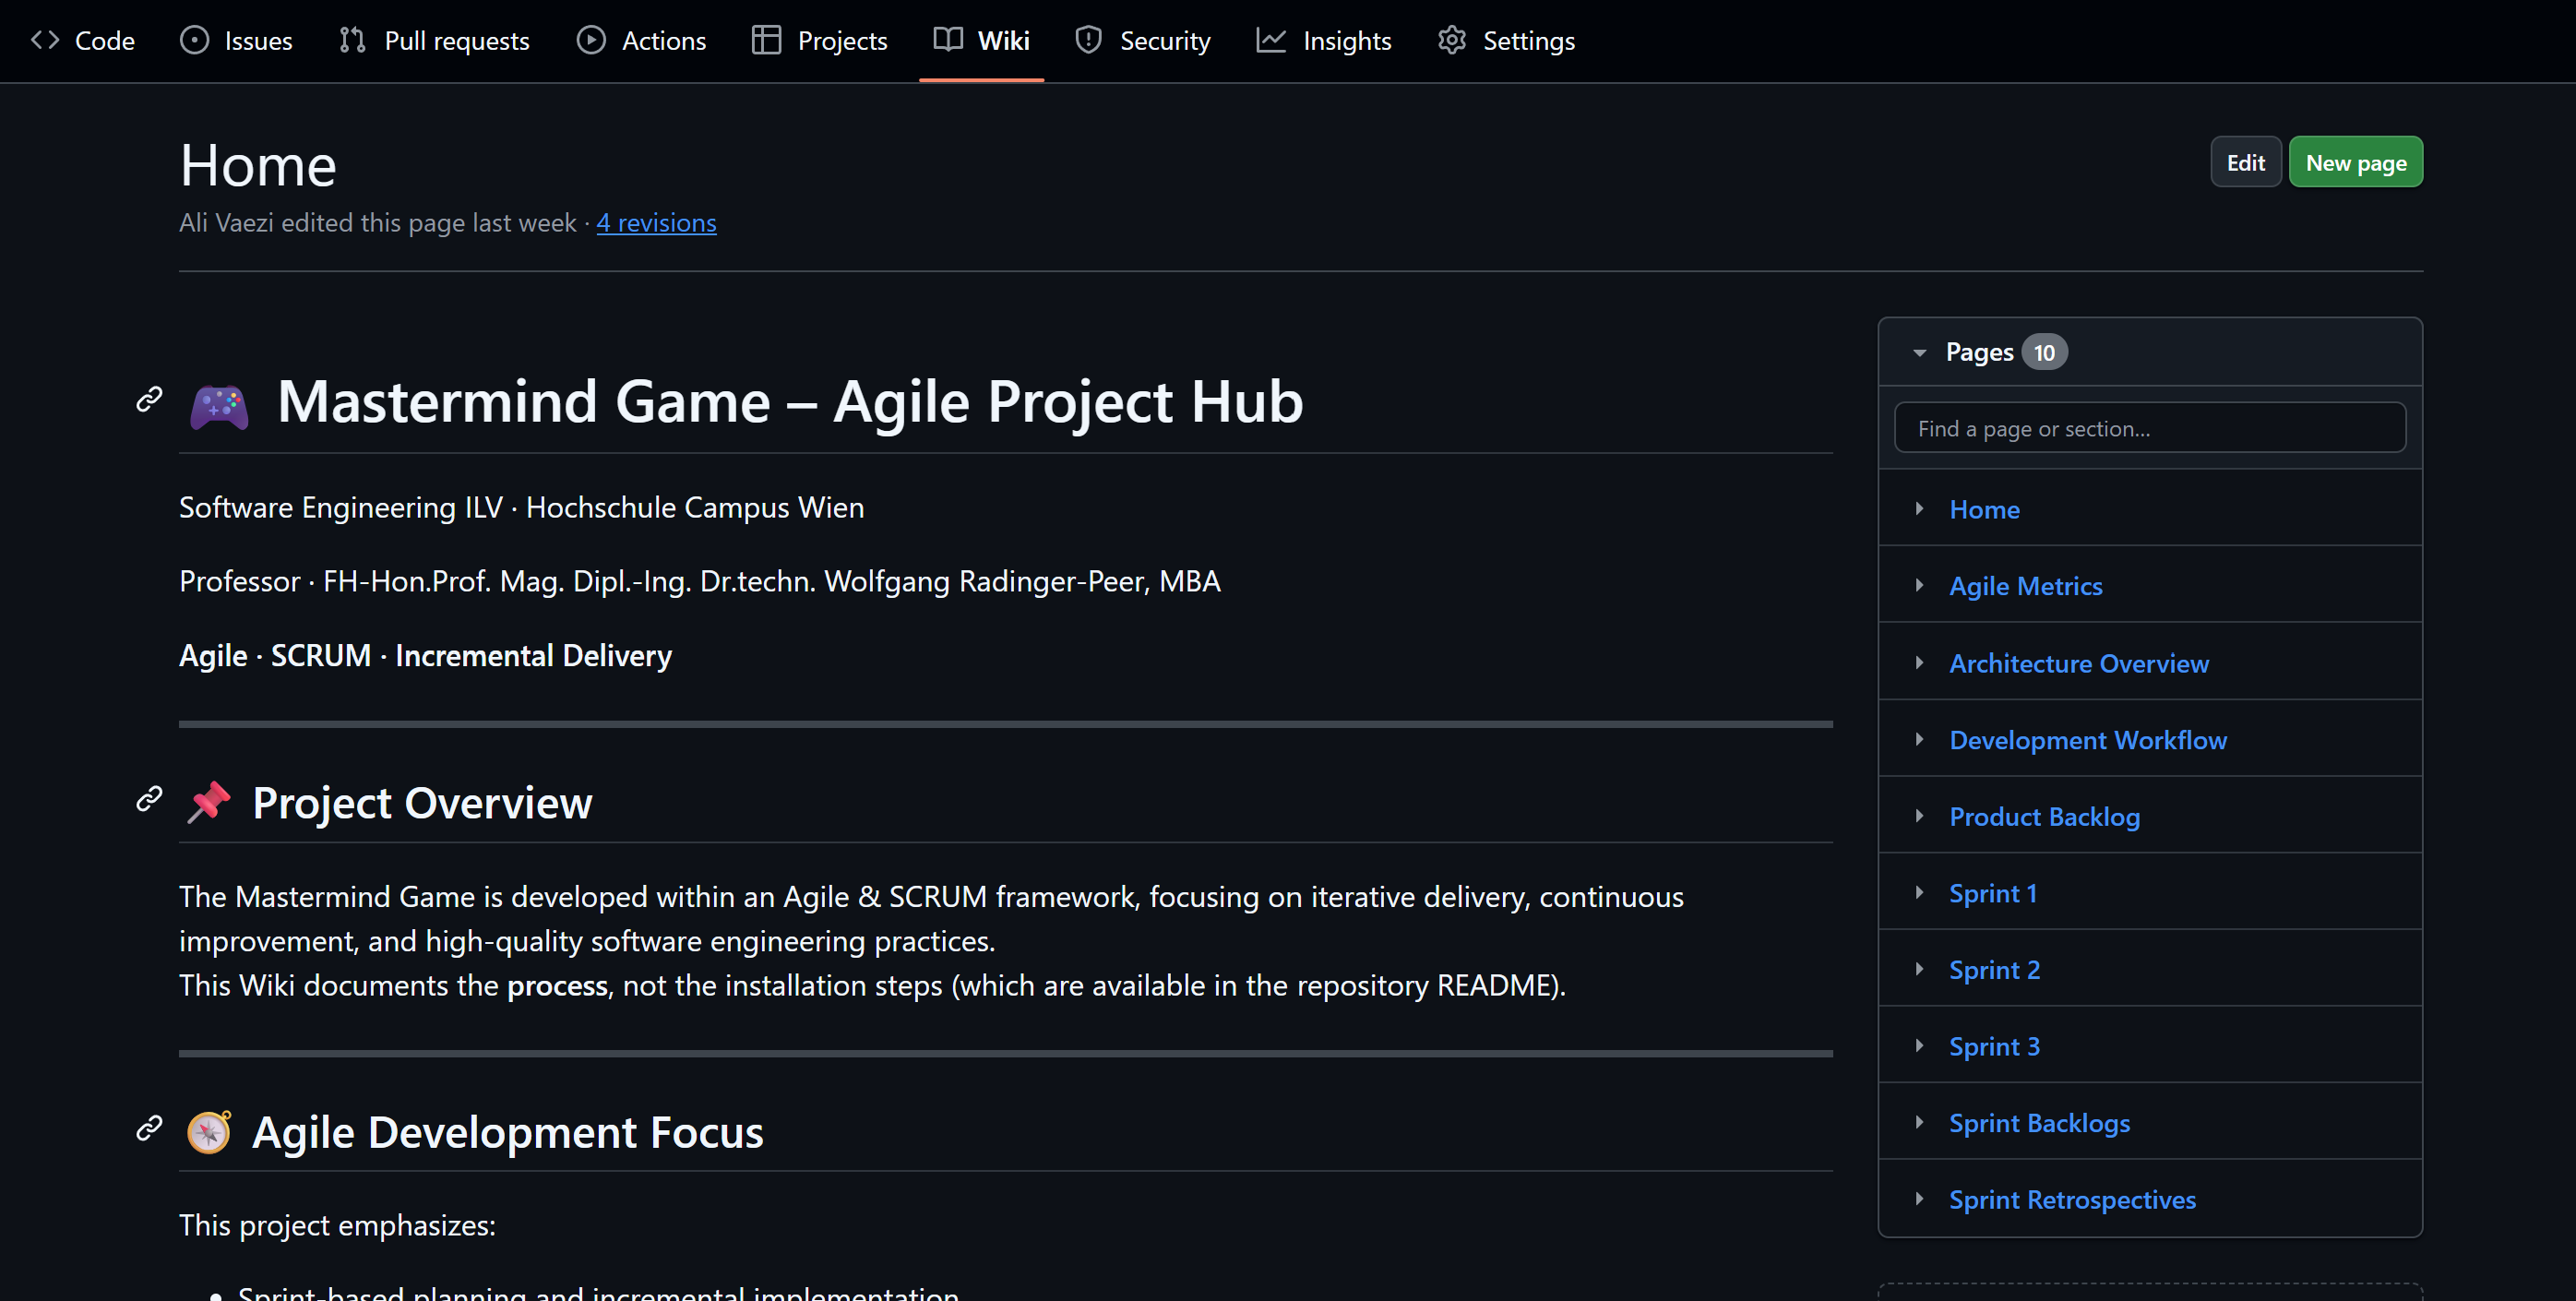 Code Issues Pull requests Actions Projects Wiki Security Insights Settings
Home
Edit New page
Ali Vaezi edited this page last week · 4 revisions
🎮 Mastermind Game – Agile Project Hub
Software Engineering ILV · Hochschule Campus Wien
Professor · FH-Hon.Prof. Mag. Dipl.-Ing. Dr.techn. Wolfgang Radinger-Peer, MBA
Agile · SCRUM · Incremental Delivery
📌 Project Overview
The Mastermind Game is developed within an Agile & SCRUM framework, focusing on iterative delivery, continuous
improvement, and high-quality software engineering practices.
This Wiki documents the process, not the installation steps (which are available in the repository README).
🧭 Agile Development Focus
This project emphasizes:
• Sprint-based planning and incremental implementation
Pages 10
Find a page or section...
Home
Agile Metrics
Architecture Overview
Development Workflow
Product Backlog
Sprint 1
Sprint 2
Sprint 3
Sprint Backlogs
Sprint Retrospectives